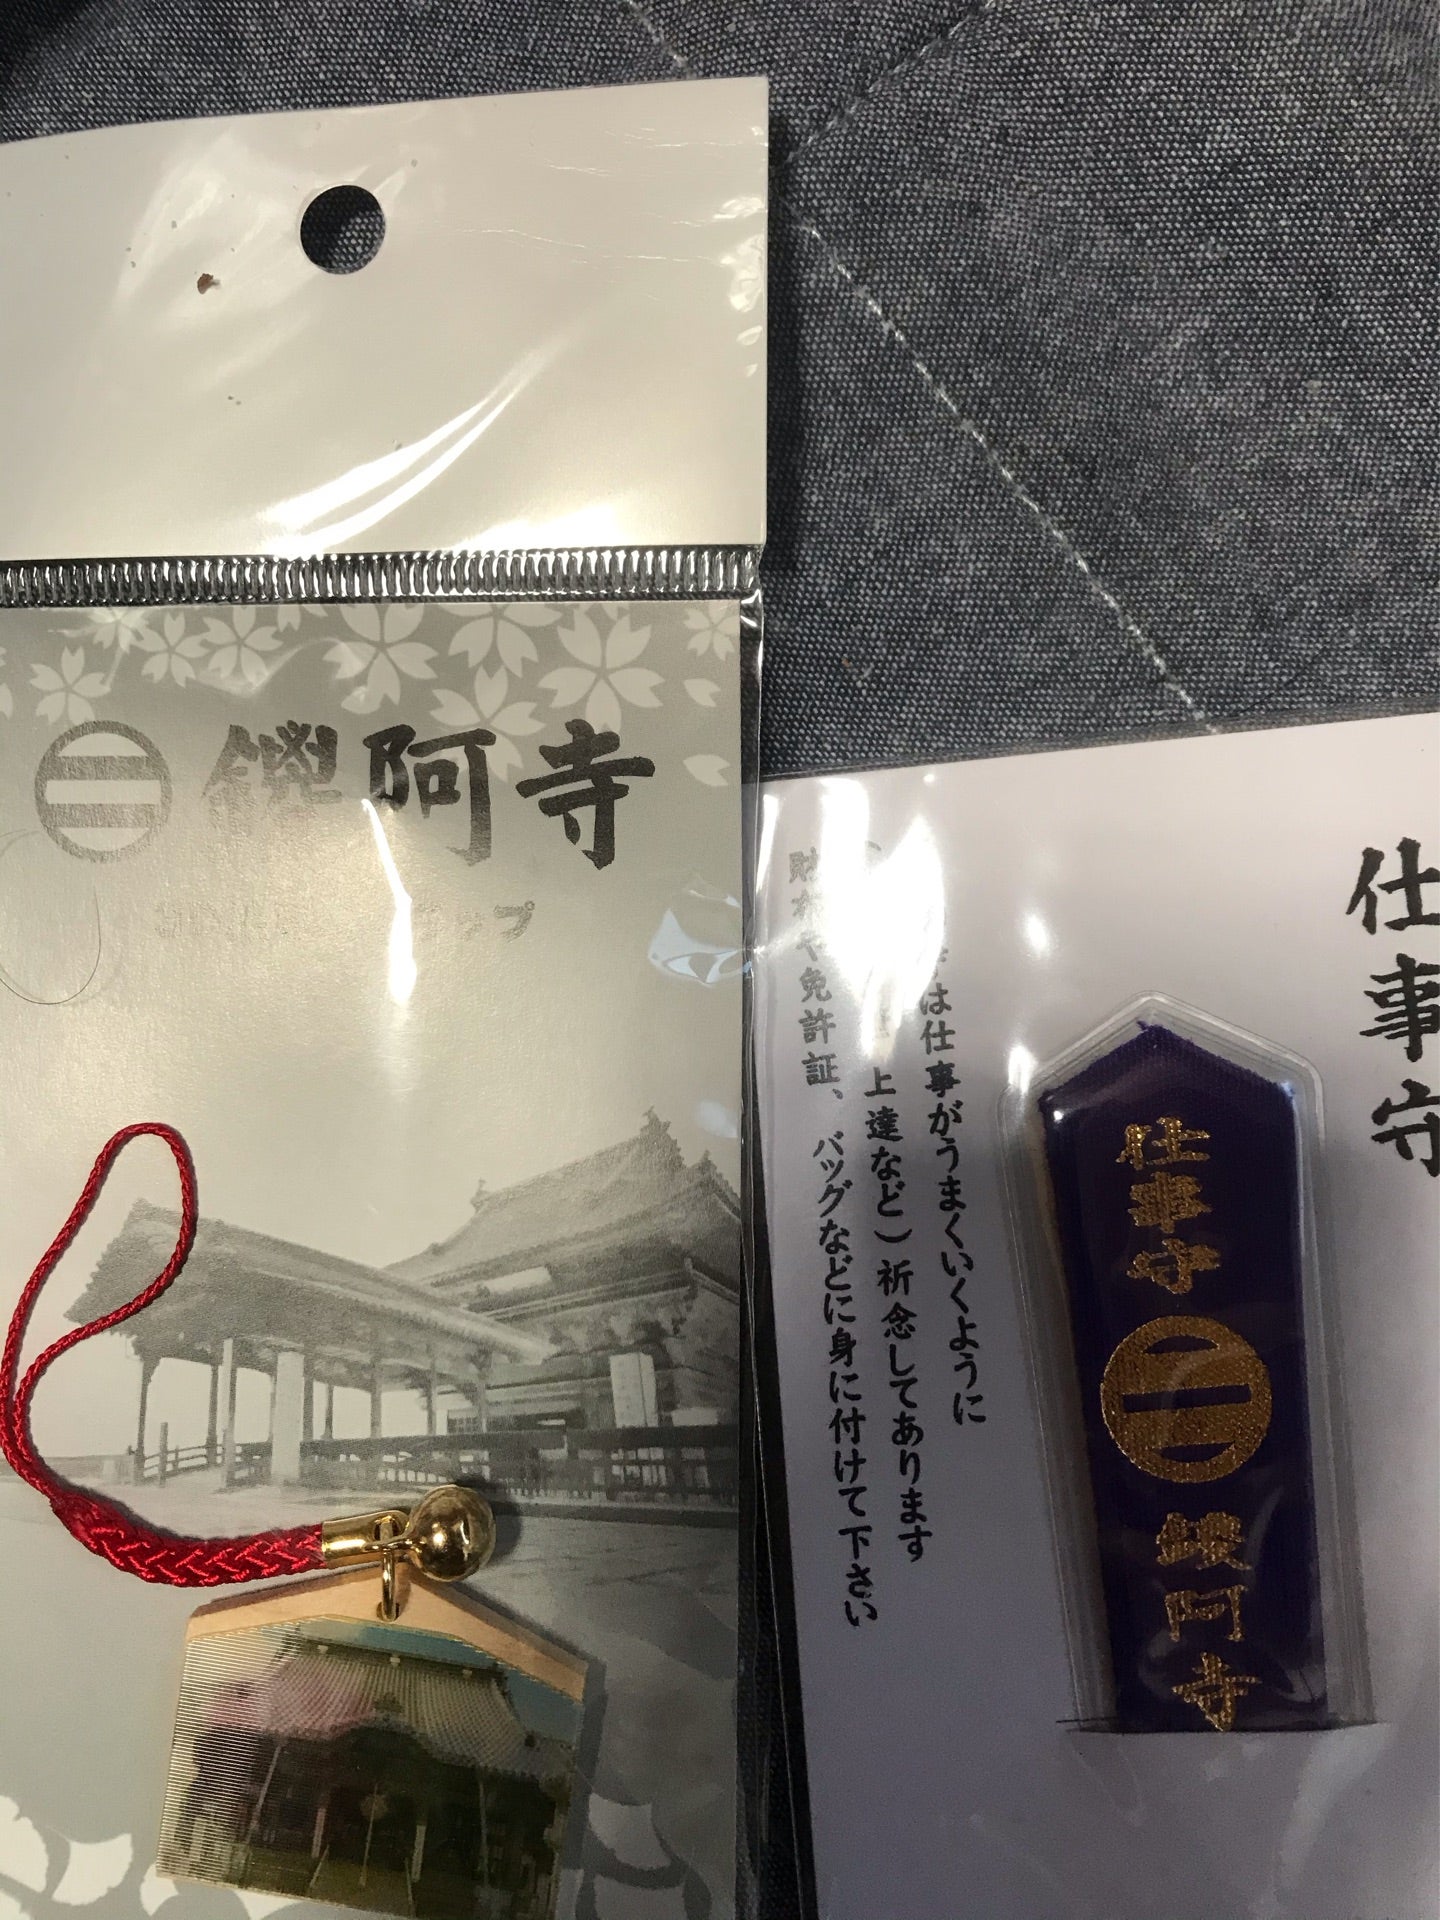 鑁阿寺
ップ
仕事守
は仕事がうまくいくように
上達など)祈念してあります
財布や免許証、バッグなどに身に付けて下さい
仕事守
鑁阿寺